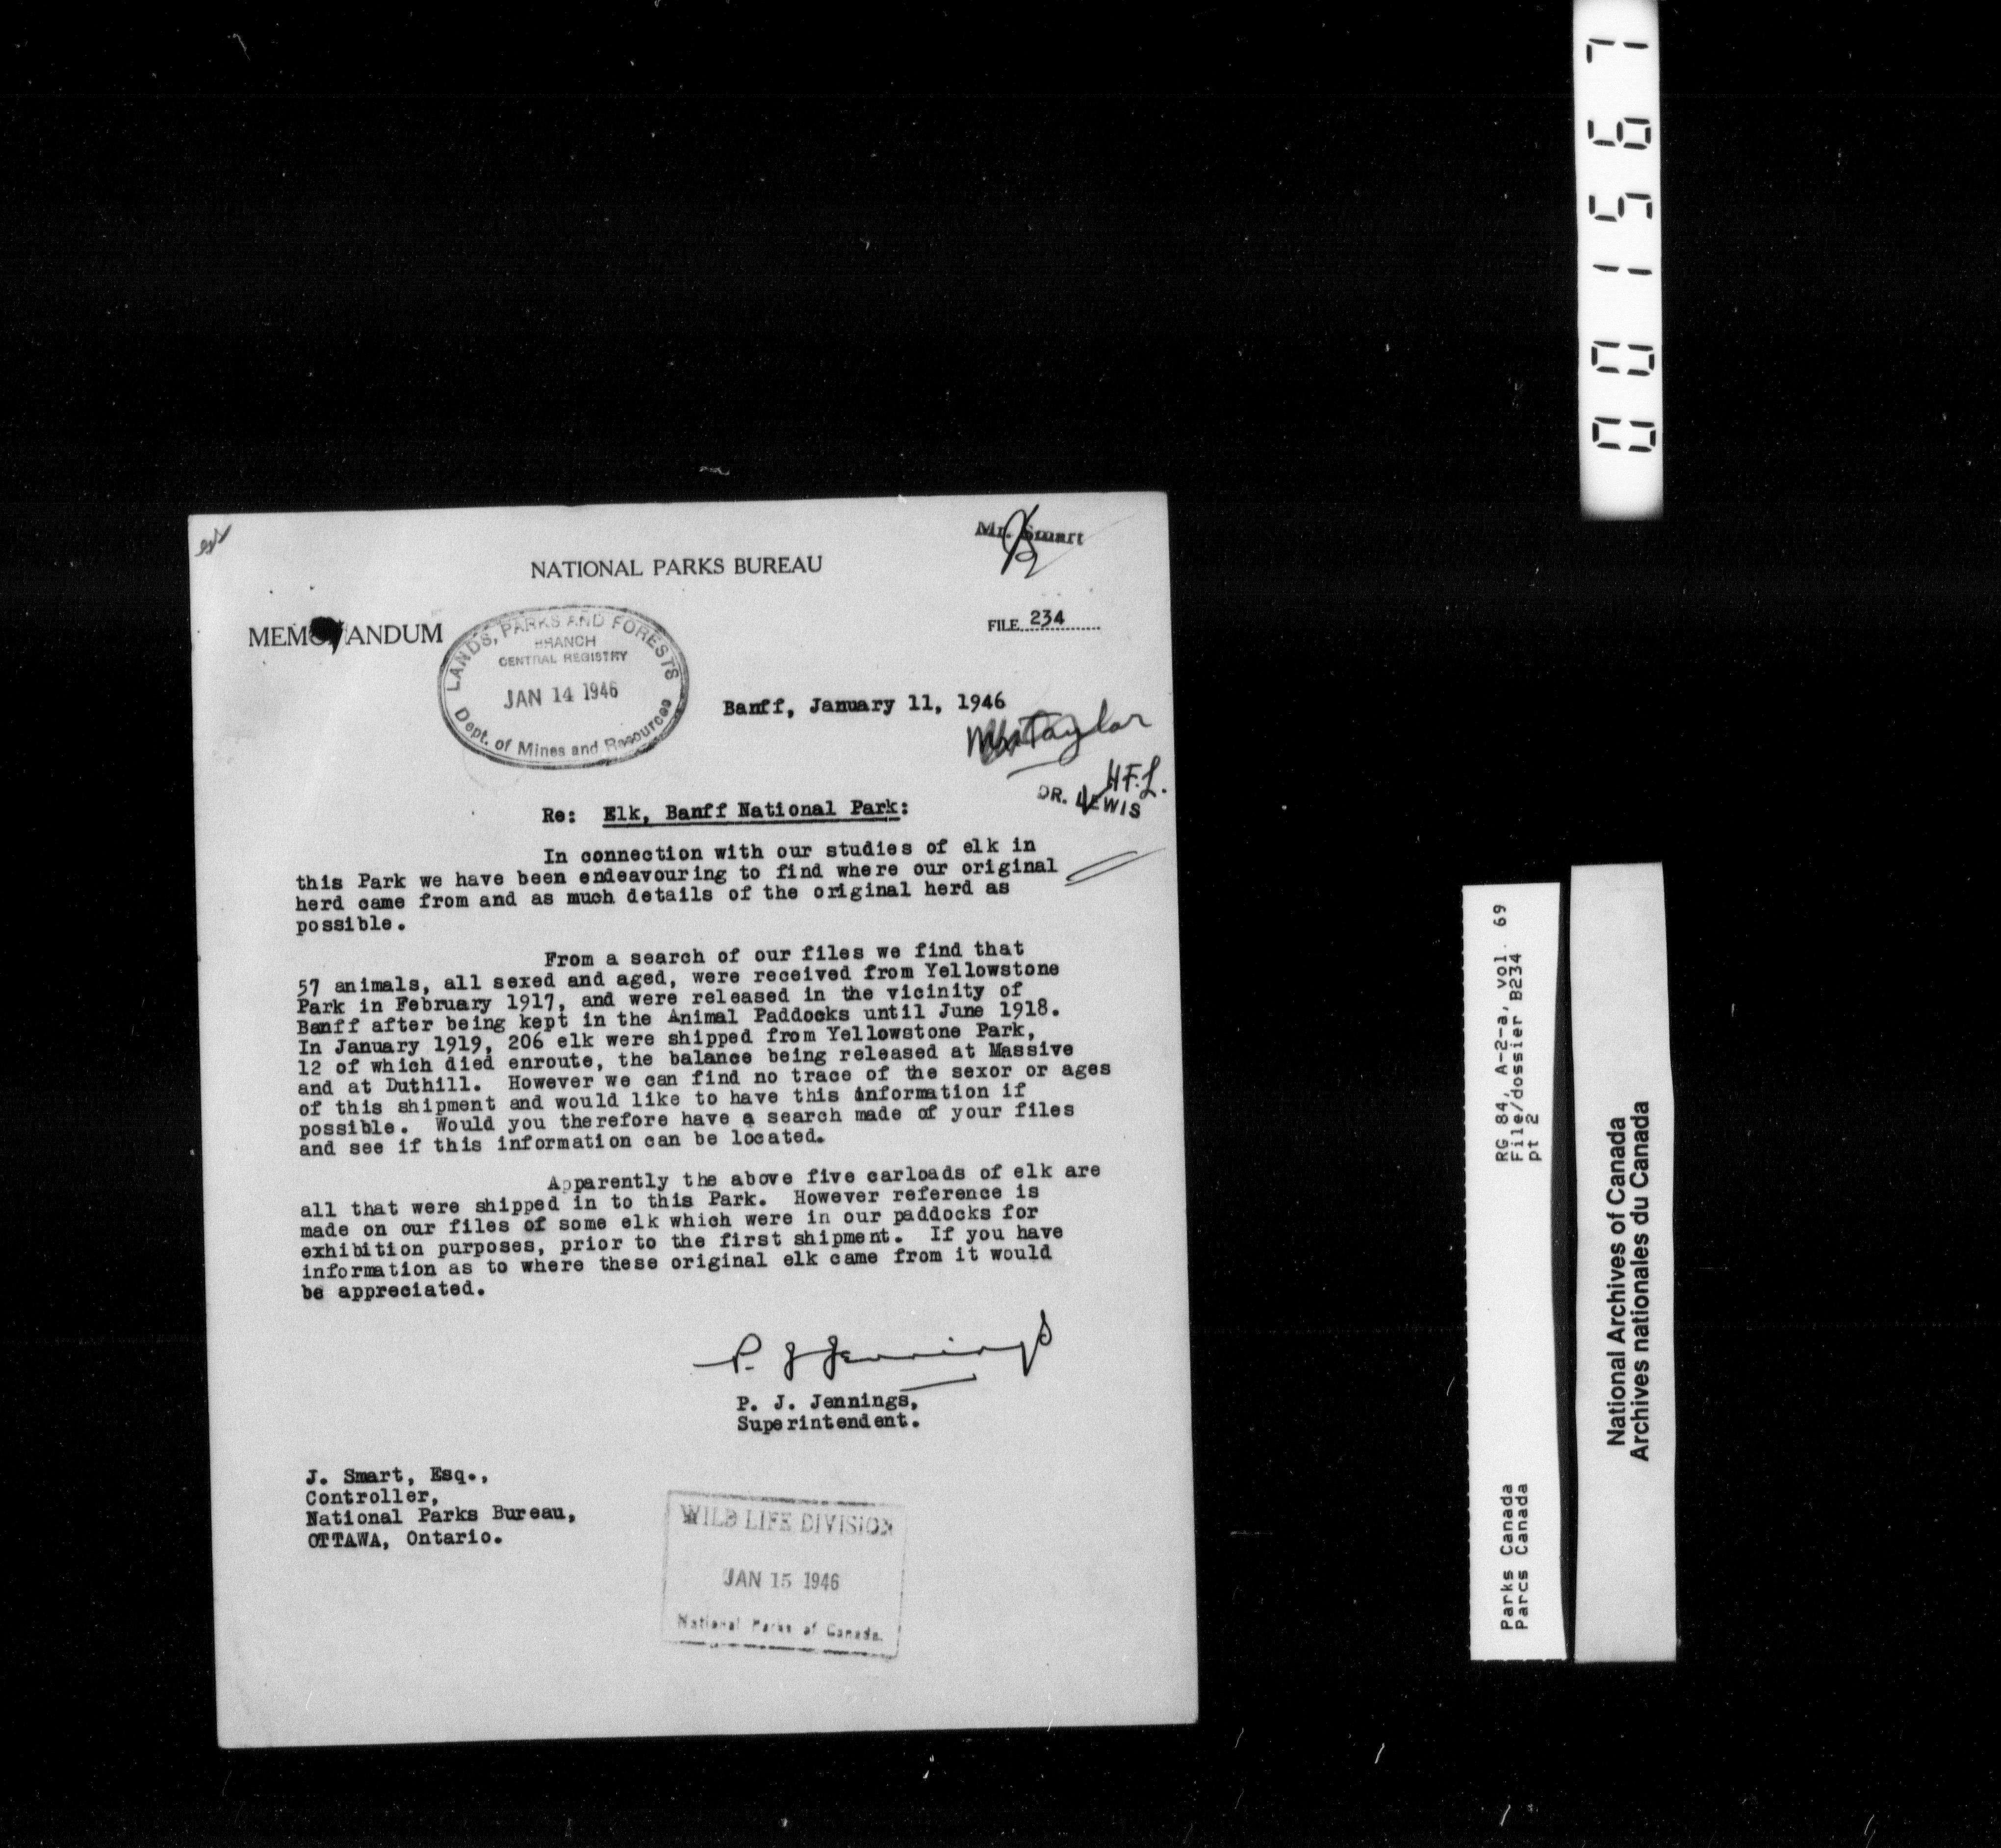 Mr. Smart
NATIONAL PARKS BUREAU
MEMORANDUM
FILE 234
LANDS, PARKS AND FORESTS
BRANCH
CENTRAL REGISTRY
JAN 14 1946
Dept. of Mines and Resources
Banff, January 11, 1946
Mr Taylor
H.F.L.
DR. LEWIS
Re: Elk, Banff National Park:
In connection with our studies of elk in
this Park we have been endeavouring to find where our original
herd came from and as much details of the original herd as
possible.
From a search of our files we find that
57 animals, all sexed and aged, were received from Yellowstone
Park in February 1917, and were released in the vicinity of
Banff after being kept in the Animal Paddocks until June 1918.
In January 1919, 206 elk were shipped from Yellowstone Park,
12 of which died enroute, the balance being released at Massive
and at Duthill. However we can find no trace of the sexor or ages
of this shipment and would like to have this information if
possible. Would you therefore have a search made of your files
and see if this information can be located.
Apparently the above five carloads of elk are
all that were shipped in to this Park. However reference is
made on our files of some elk which were in our paddocks for
exhibition purposes, prior to the first shipment. If you have
information as to where these original elk came from it would
be appreciated.
P. J. Jennings
P. J. Jennings,
Superintendent.
J. Smart, Esq.,
Controller,
National Parks Bureau,
OTTAWA, Ontario.
WILD LIFE DIVISION
JAN 15 1946
National Parks of Canada.
001567
RG 84, A-2-a, vol. 69
File/dossier B234
pt 2
Parks Canada
Parcs Canada
National Archives of Canada
Archives nationales du Canada